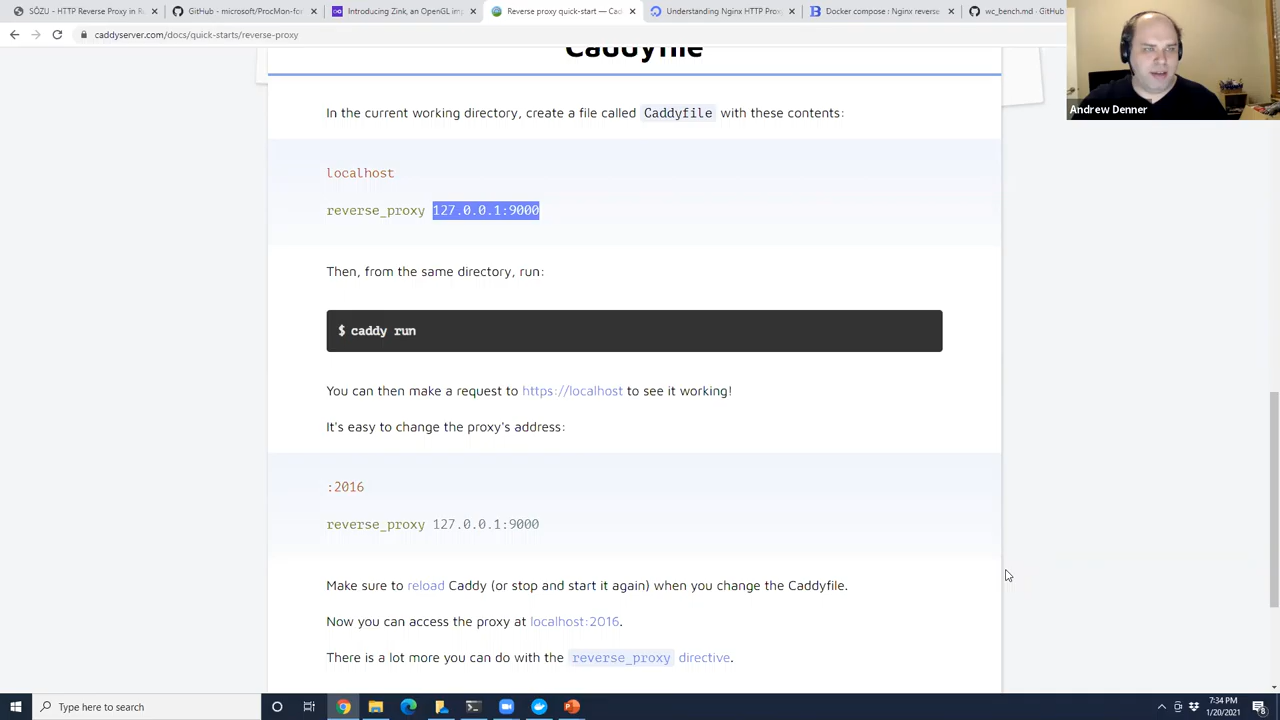 SŌZU - HTTP Reverse Proxy in R
GitHub - microsoft/ProcMon-fo
Introducing Zink, an OpenGL im
Reverse proxy quick-start — Cad
Understanding Nginx HTTP Prox
Docker compose : Nginx reverse
wc_bench.md · GitHub
caddyserver.com/docs/quick-starts/reverse-proxy
Caddyfile
Andrew Denner
In the current working directory, create a file called Caddyfile with these contents:
localhost
reverse_proxy 127.0.0.1:9000
Then, from the same directory, run:
$ caddy run
You can then make a request to https://localhost to see it working!
It's easy to change the proxy's address:
:2016
reverse_proxy 127.0.0.1:9000
Make sure to reload Caddy (or stop and start it again) when you change the Caddyfile.
Now you can access the proxy at localhost:2016.
There is a lot more you can do with the reverse_proxy directive.
Type here to search
7:34 PM
1/20/2021
8